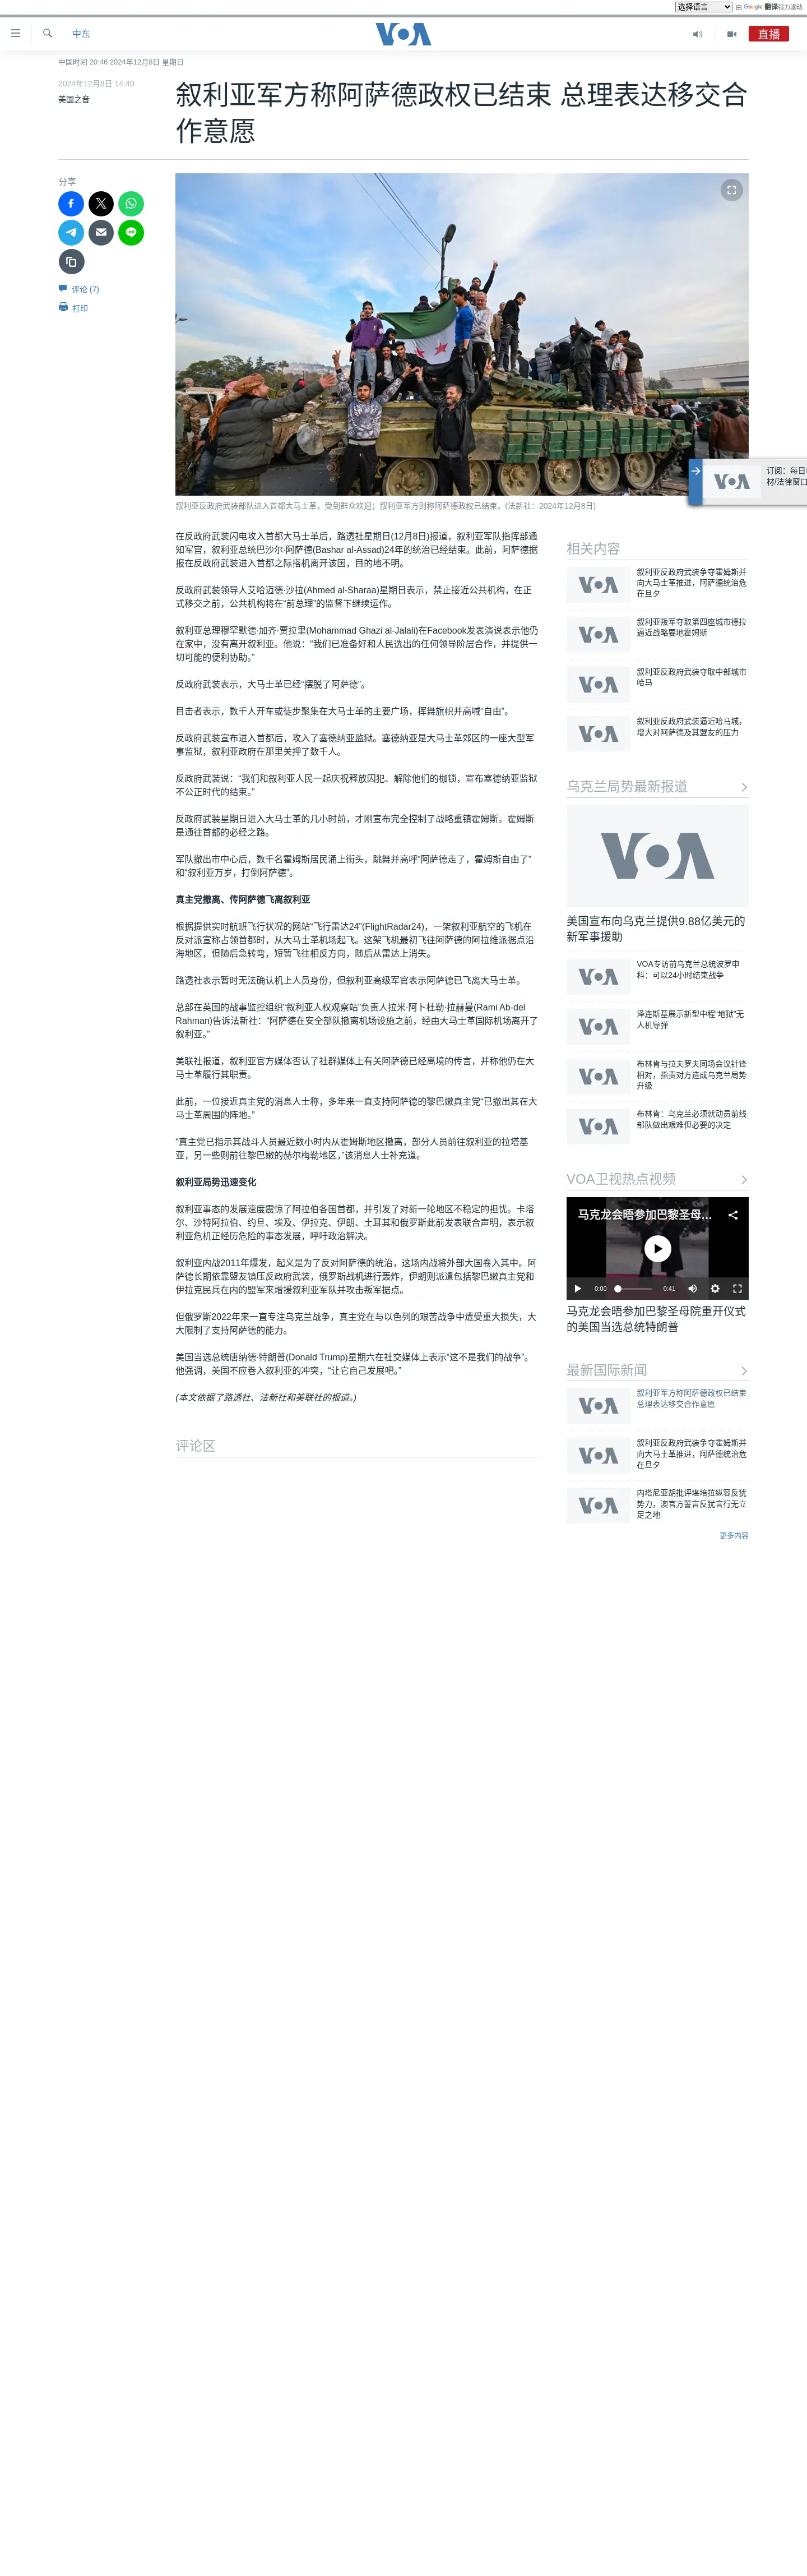 选择语言 由 Google 翻译强力驱动
中东
VOA
直播
中国时间 20:46 2024年12月8日 星期日
2024年12月8日 14:40
美国之音
叙利亚军方称阿萨德政权已结束 总理表达移交合
作意愿
分享
评论 (7)
打印
订阅：每日
材/法律窗口
VOA
叙利亚反政府武装部队进入首都大马士革，受到群众欢迎；叙利亚军方则称阿萨德政权已结束。(法新社：2024年12月8日)
在反政府武装闪电攻入首都大马士革后，路透社星期日(12月8日)报道，叙利亚军队指挥部通
知军官，叙利亚总统巴沙尔·阿萨德(Bashar al-Assad)24年的统治已经结束。此前，阿萨德据
报在反政府武装进入首都之际搭机离开该国，目的地不明。
反政府武装领导人艾哈迈德·沙拉(Ahmed al-Sharaa)星期日表示，禁止接近公共机构，在正
式移交之前，公共机构将在“前总理”的监督下继续运作。
叙利亚总理穆罕默德·加齐·贾拉里(Mohammad Ghazi al-Jalali)在Facebook发表演说表示他仍
在家中，没有离开叙利亚。他说：“我们已准备好和人民选出的任何领导阶层合作，并提供一
切可能的便利协助。”
反政府武装表示，大马士革已经“摆脱了阿萨德”。
目击者表示，数千人开车或徒步聚集在大马士革的主要广场，挥舞旗帜并高喊“自由”。
反政府武装宣布进入首都后，攻入了塞德纳亚监狱。塞德纳亚是大马士革郊区的一座大型军
事监狱，叙利亚政府在那里关押了数千人。
反政府武装说：“我们和叙利亚人民一起庆祝释放囚犯、解除他们的枷锁，宣布塞德纳亚监狱
不公正时代的结束。”
反政府武装星期日进入大马士革的几小时前，才刚宣布完全控制了战略重镇霍姆斯。霍姆斯
是通往首都的必经之路。
军队撤出市中心后，数千名霍姆斯居民涌上街头，跳舞并高呼“阿萨德走了，霍姆斯自由了”
和“叙利亚万岁，打倒阿萨德”。
真主党撤离、传阿萨德飞离叙利亚
根据提供实时航班飞行状况的网站“飞行雷达24”(FlightRadar24)，一架叙利亚航空的飞机在
反对派宣称占领首都时，从大马士革机场起飞。这架飞机最初飞往阿萨德的阿拉维派据点沿
海地区，但随后急转弯，短暂飞往相反方向，随后从雷达上消失。
路透社表示暂时无法确认机上人员身份，但叙利亚高级军官表示阿萨德已飞离大马士革。
总部在英国的战事监控组织“叙利亚人权观察站”负责人拉米·阿卜杜勒·拉赫曼(Rami Ab-del
Rahman)告诉法新社：“阿萨德在安全部队撤离机场设施之前，经由大马士革国际机场离开了
叙利亚。”
美联社报道，叙利亚官方媒体否认了社群媒体上有关阿萨德已经离境的传言，并称他仍在大
马士革履行其职责。
此前，一位接近真主党的消息人士称，多年来一直支持阿萨德的黎巴嫩真主党“已撤出其在大
马士革周围的阵地。”
“真主党已指示其战斗人员最近数小时内从霍姆斯地区撤离，部分人员前往叙利亚的拉塔基
亚，另一些则前往黎巴嫩的赫尔梅勒地区，”该消息人士补充道。
叙利亚局势迅速变化
叙利亚事态的发展速度震惊了阿拉伯各国首都，并引发了对新一轮地区不稳定的担忧。卡塔
尔、沙特阿拉伯、约旦、埃及、伊拉克、伊朗、土耳其和俄罗斯此前发表联合声明，表示叙
利亚危机正经历危险的事态发展，呼吁政治解决。
叙利亚内战2011年爆发，起义是为了反对阿萨德的统治，这场内战将外部大国卷入其中。阿
萨德长期依靠盟友镇压反政府武装，俄罗斯战机进行轰炸，伊朗则派遣包括黎巴嫩真主党和
伊拉克民兵在内的盟军来增援叙利亚军队并攻击叛军据点。
但俄罗斯2022年来一直专注乌克兰战争，真主党在与以色列的艰苦战争中遭受重大损失，大
大限制了支持阿萨德的能力。
美国当选总统唐纳德·特朗普(Donald Trump)星期六在社交媒体上表示“这不是我们的战争”。
他强调，美国不应卷入叙利亚的冲突，“让它自己发展吧。”
(本文依据了路透社、法新社和美联社的报道。)
评论区
相关内容
VOA
叙利亚反政府武装争夺霍姆斯并
向大马士革推进，阿萨德统治危
在旦夕
VOA
叙利亚叛军夺取第四座城市德拉
逼近战略要地霍姆斯
VOA
叙利亚反政府武装夺取中部城市
哈马
VOA
叙利亚反政府武装逼近哈马城，
增大对阿萨德及其盟友的压力
乌克兰局势最新报道
VOA
美国宣布向乌克兰提供9.88亿美元的
新军事援助
VOA
VOA专访前乌克兰总统波罗申
科：可以24小时结束战争
VOA
泽连斯基展示新型中程“地狱”无
人机导弹
VOA
布林肯与拉夫罗夫同场会议针锋
相对，指责对方造成乌克兰局势
升级
VOA
布林肯：乌克兰必须就动员前线
部队做出艰难但必要的决定
VOA卫视热点视频
马克龙会晤参加巴黎圣母…
0:00 0:41
马克龙会晤参加巴黎圣母院重开仪式
的美国当选总统特朗普
最新国际新闻
VOA
叙利亚军方称阿萨德政权已结束
总理表达移交合作意愿
VOA
叙利亚反政府武装争夺霍姆斯并
向大马士革推进，阿萨德统治危
在旦夕
VOA
内塔尼亚胡批评堪培拉纵容反犹
势力，澳官方誓言反犹言行无立
足之地
更多内容